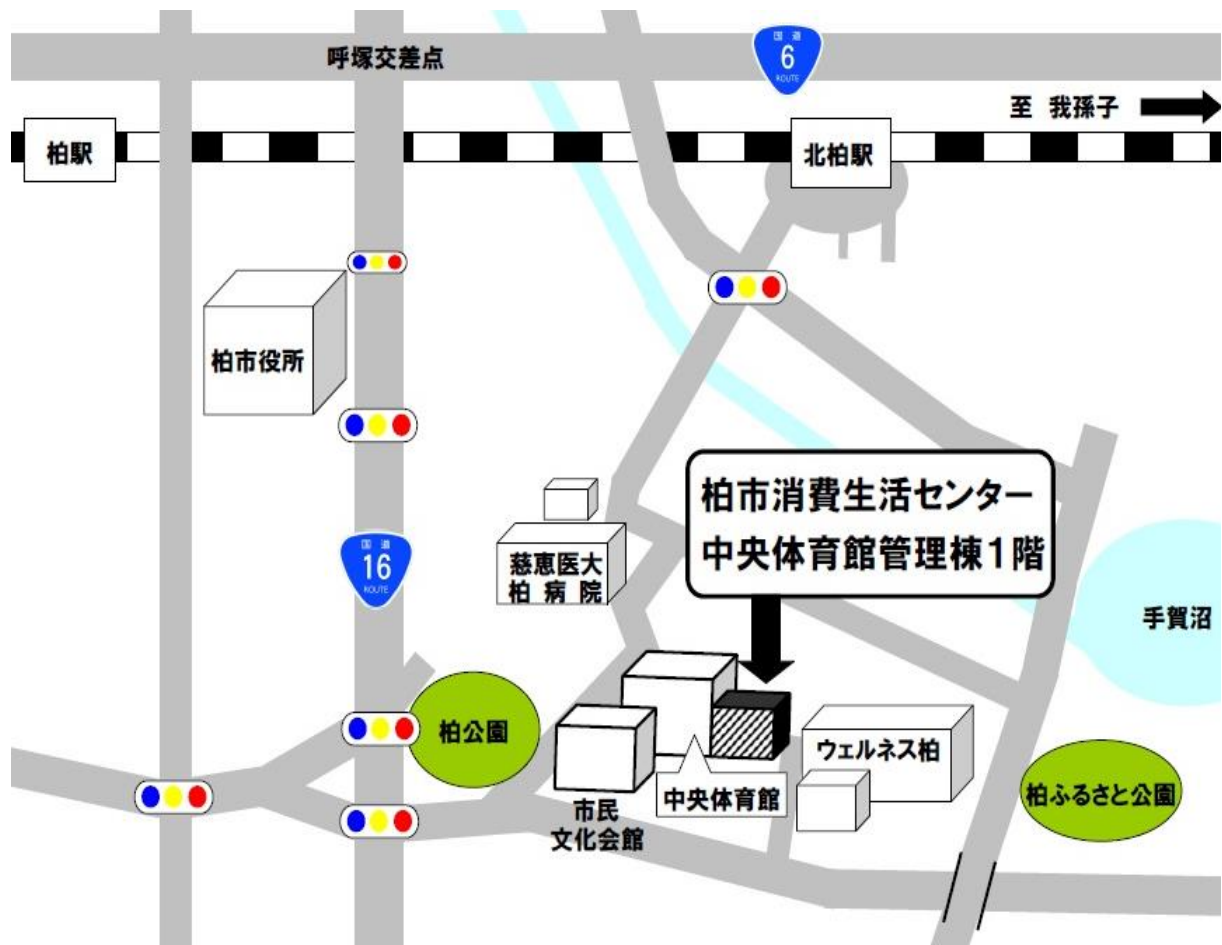 呼塚交差点
国道
6
ROUTE
至 我孫子
柏駅
北柏駅
柏市役所
柏市消費生活センター
中央体育館管理棟1階
国道
16
ROUTE
慈恵医大
柏病院
手賀沼
柏公園
ウェルネス柏
中央体育館
柏ふるさと公園
市民
文化会館